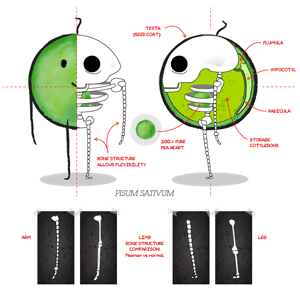 TESTA
(SEED COAT)
PLUMULA
HYPOCOTYL
RADICULA
STORAGE
COTYLEDONS
100% PURE
PEA HEART
BONE STRUCTURE
ALLOWS FLEXIBILITY
PISUM SATIVUM
ARM
LIMB
BONE STRUCTURE
COMPARISON:
Peaman vs normal.
LEG